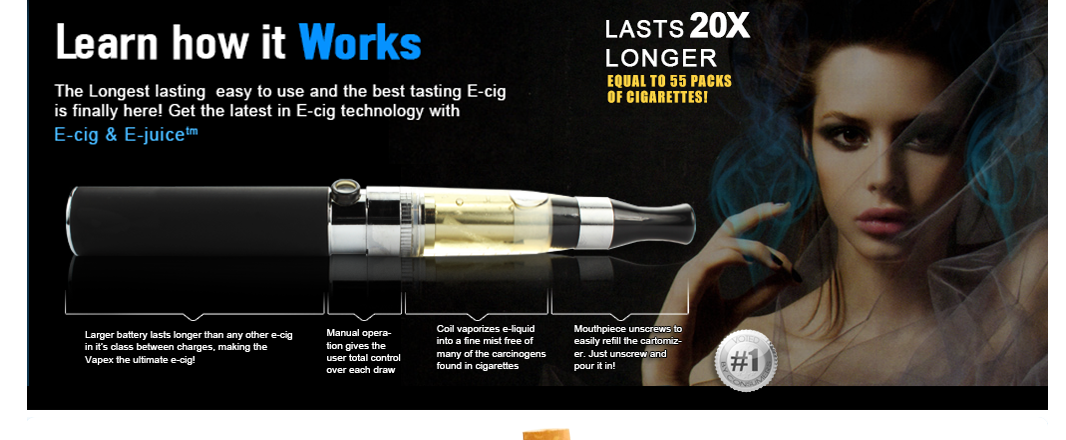 Learn how it Works
The Longest lasting easy to use and the best tasting E-cig
is finally here! Get the latest in E-cig technology with
E-cig & E-juice™
LASTS 20X
LONGER
EQUAL TO 55 PACKS
OF CIGARETTES!
Larger battery lasts longer than any other e-cig
in it's class between charges, making the
Vapex the ultimate e-cig!
Manual opera-
tion gives the
user total control
over each draw
Coil vaporizes e-liquid
into a fine mist free of
many of the carcinogens
found in cigarettes
Mouthpiece unscrews to
easily refill the cartomiz-
er. Just unscrew and
pour it in!
VOTED
#1